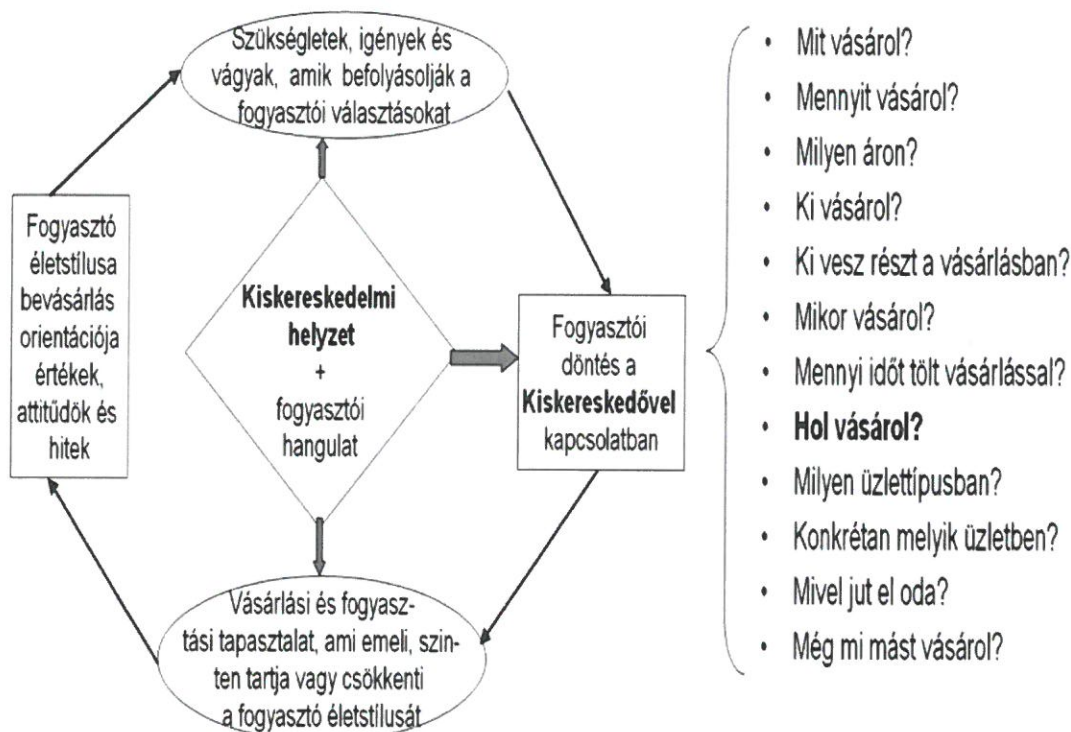 Szükségletek, igények és
vágyak, amik befolyásolják a
fogyasztói választásokat
Fogyasztó
életstílusa
bevásárlás
orientációja
értékek,
attitűdök és
hitek
Kiskereskedelmi
helyzet
+
fogyasztói
hangulat
Fogyasztói
döntés a
Kiskereskedővel
kapcsolatban
Vásárlási és fogyasz-
tási tapasztalat, ami emeli, szin-
ten tartja vagy csökkenti
a fogyasztó életstílusát
• Mit vásárol?
• Mennyit vásárol?
• Milyen áron?
• Ki vásárol?
• Ki vesz részt a vásárlásban?
• Mikor vásárol?
• Mennyi időt tölt vásárlással?
• Hol vásárol?
• Milyen üzlettípusban?
• Konkrétan melyik üzletben?
• Mivel jut el oda?
• Még mi mást vásárol?